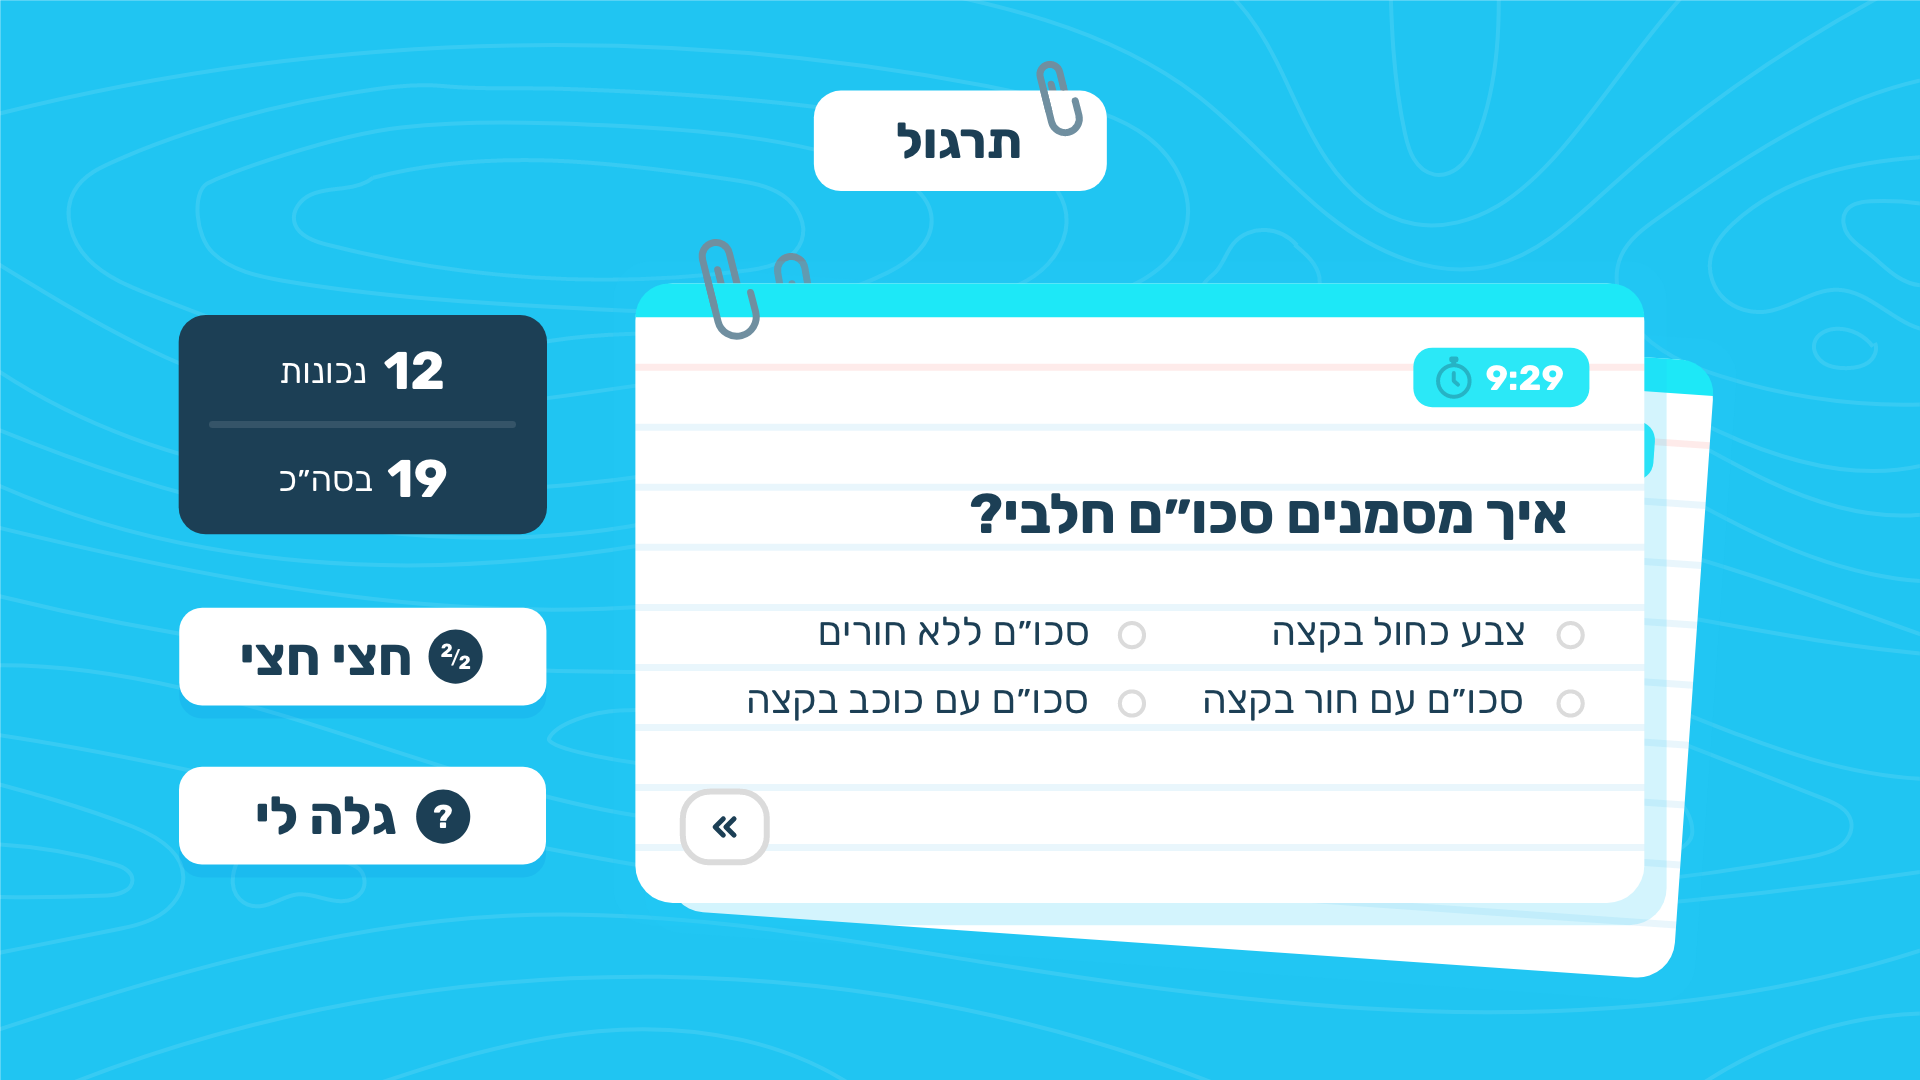 תרגול
9:29
איך מסמנים סכו״ם חלבי?
צבע כחול בקצה
סכו״ם ללא חורים
סכו״ם עם חור בקצה
סכו״ם עם כוכב בקצה
«
12 נכונות
19 בסה״כ
2/2 חצי חצי
? גלה לי